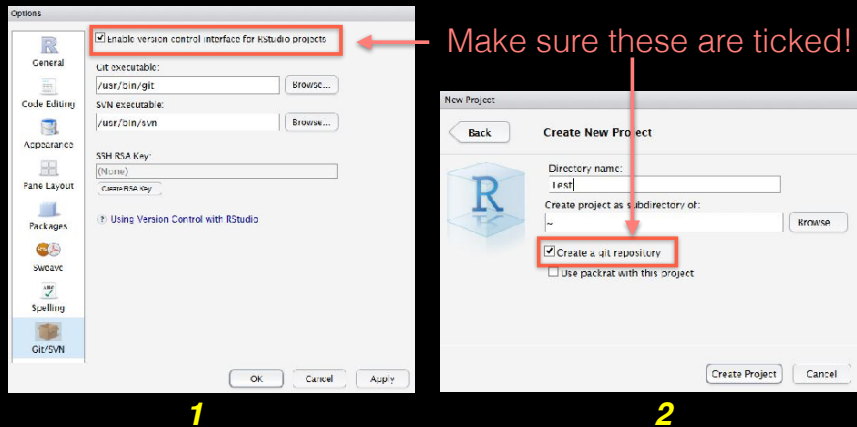 Options
Enable version control interface for RStudio projects
Make sure these are ticked!
General
Git executable:
/usr/bin/git
Browse...
Code Editing
SVN executable:
/usr/bin/svn
Browse...
Appearance
SSH RSA Key:
(None)
Pane Layout
Create RSA Key
Using Version Control with RStudio
Packages
Sweave
ABC
Spelling
Git/SVN
OK
Cancel
Apply
1
New Project
Back
Create New Project
R
Directory name:
Test
Create project as subdirectory of:
~
Browse
Create a git repository
Use packrat with this project
Create Project
Cancel
2